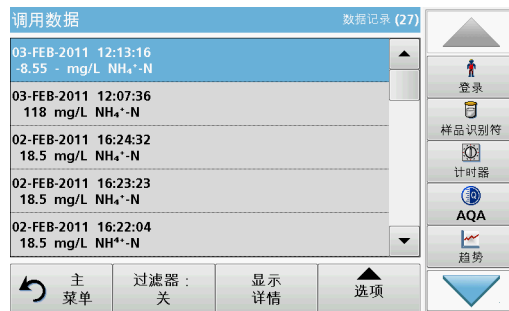 调用数据
数据记录 (27)
03-FEB-2011 12:13:16
-8.55 - mg/L NH₄⁺-N
03-FEB-2011 12:07:36
118 mg/L NH₄⁺-N
02-FEB-2011 16:24:32
18.5 mg/L NH₄⁺-N
02-FEB-2011 16:23:23
18.5 mg/L NH₄⁺-N
02-FEB-2011 16:22:04
18.5 mg/L NH⁴⁺-N
登录
样品识别符
计时器
AQA
趋势
主
菜单
过滤器：
关
显示
详情
选项